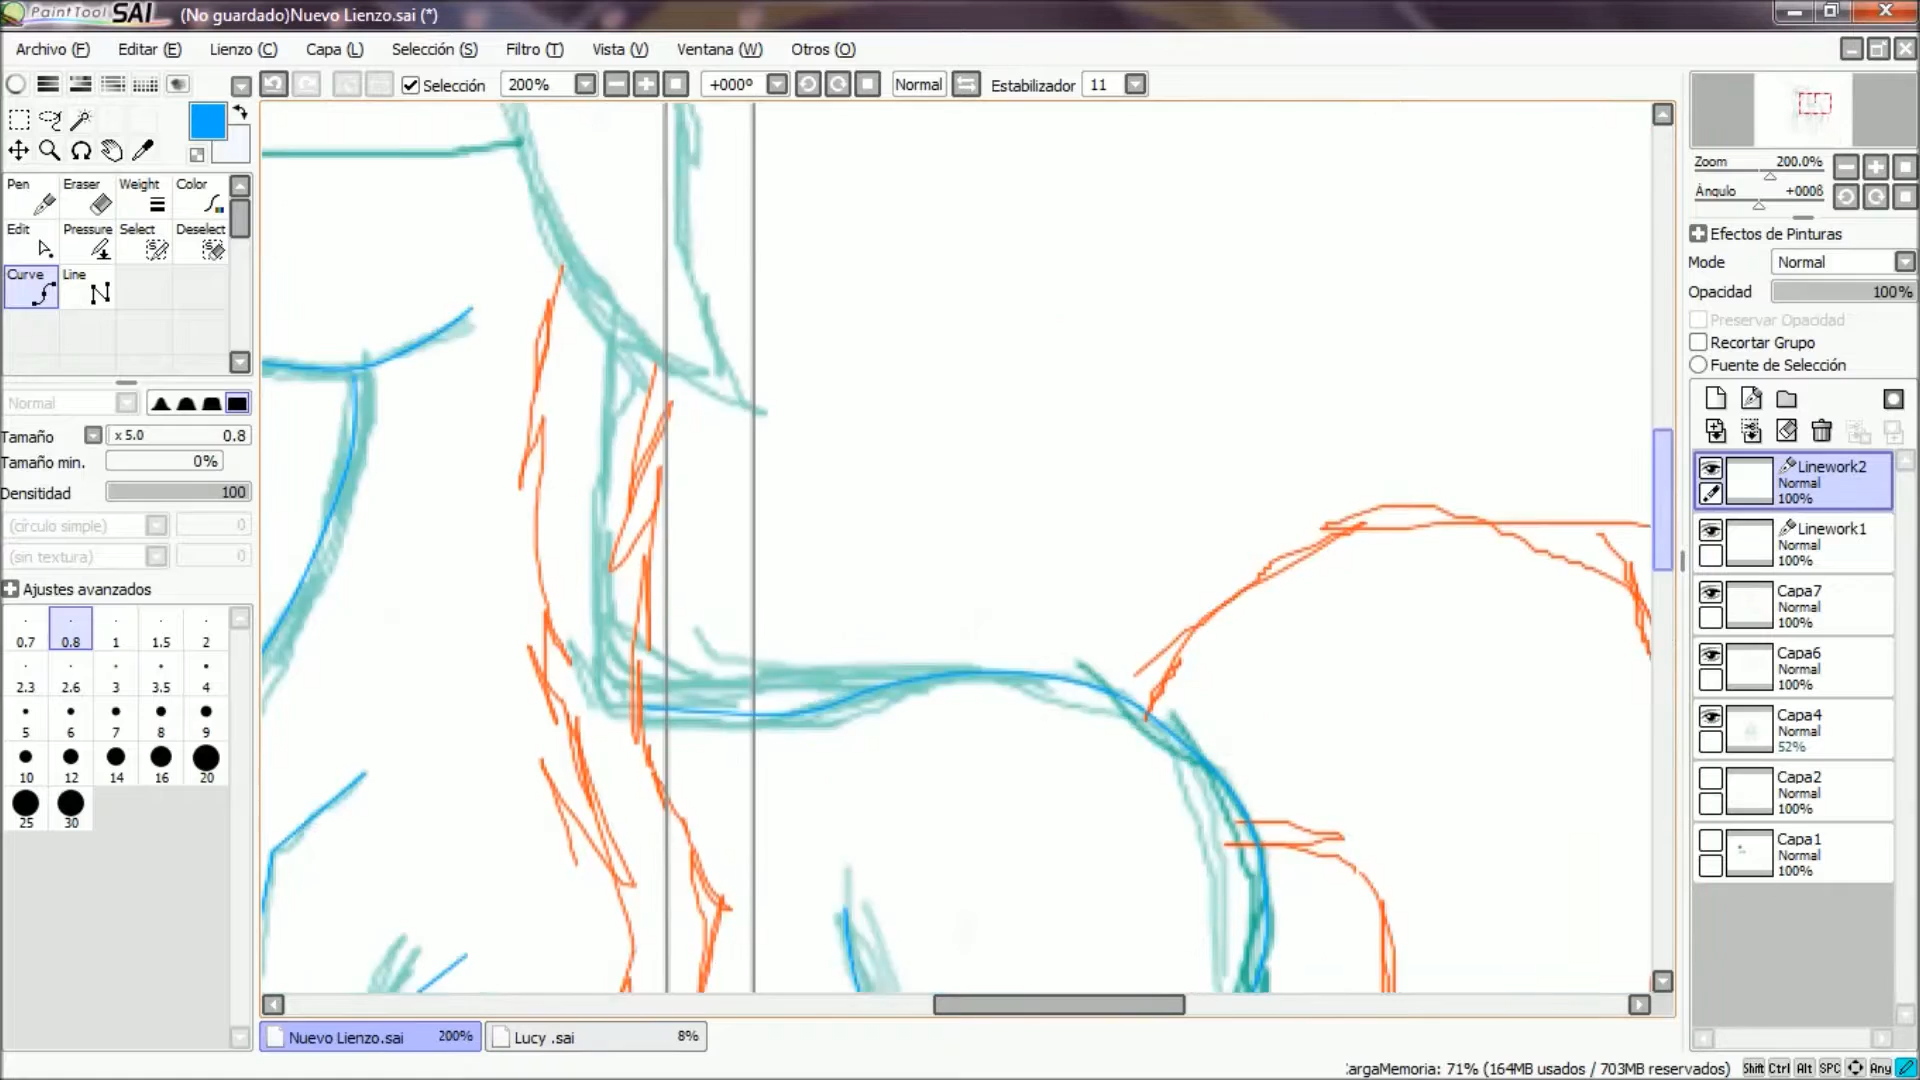 PaintTool SAI (No guardado)Nuevo Lienzo.sai (*)
Archivo (F) Editar (E) Lienzo (C) Capa (L) Selección (S) Filtro (T) Vista (V) Ventana (W) Otros (O)
Selección 200% +000º Normal Estabilizador 11
Pen Eraser Weight Color
Edit Pressure Select Deselect
Curve Line
Normal
Tamaño x 5.0 0.8
Tamaño min. 0%
Densitidad 100
(círculo simple) 0
(sin textura) 0
Ajustes avanzados
0.7 0.8 1 1.5 2
2.3 2.6 3 3.5 4
5 6 7 8 9
10 12 14 16 20
25 30
Zoom 200.0%
Ángulo +000ß
Efectos de Pinturas
Mode Normal
Opacidad 100%
Preservar Opacidad
Recortar Grupo
Fuente de Selección
Linework2
Normal
100%
Linework1
Normal
100%
Capa7
Normal
100%
Capa6
Normal
100%
Capa4
Normal
52%
Capa2
Normal
100%
Capa1
Normal
100%
Nuevo Lienzo.sai 200% Lucy .sai 8%
argaMemoria: 71% (164MB usados / 703MB reservados) Shift Ctrl Alt SPC Any